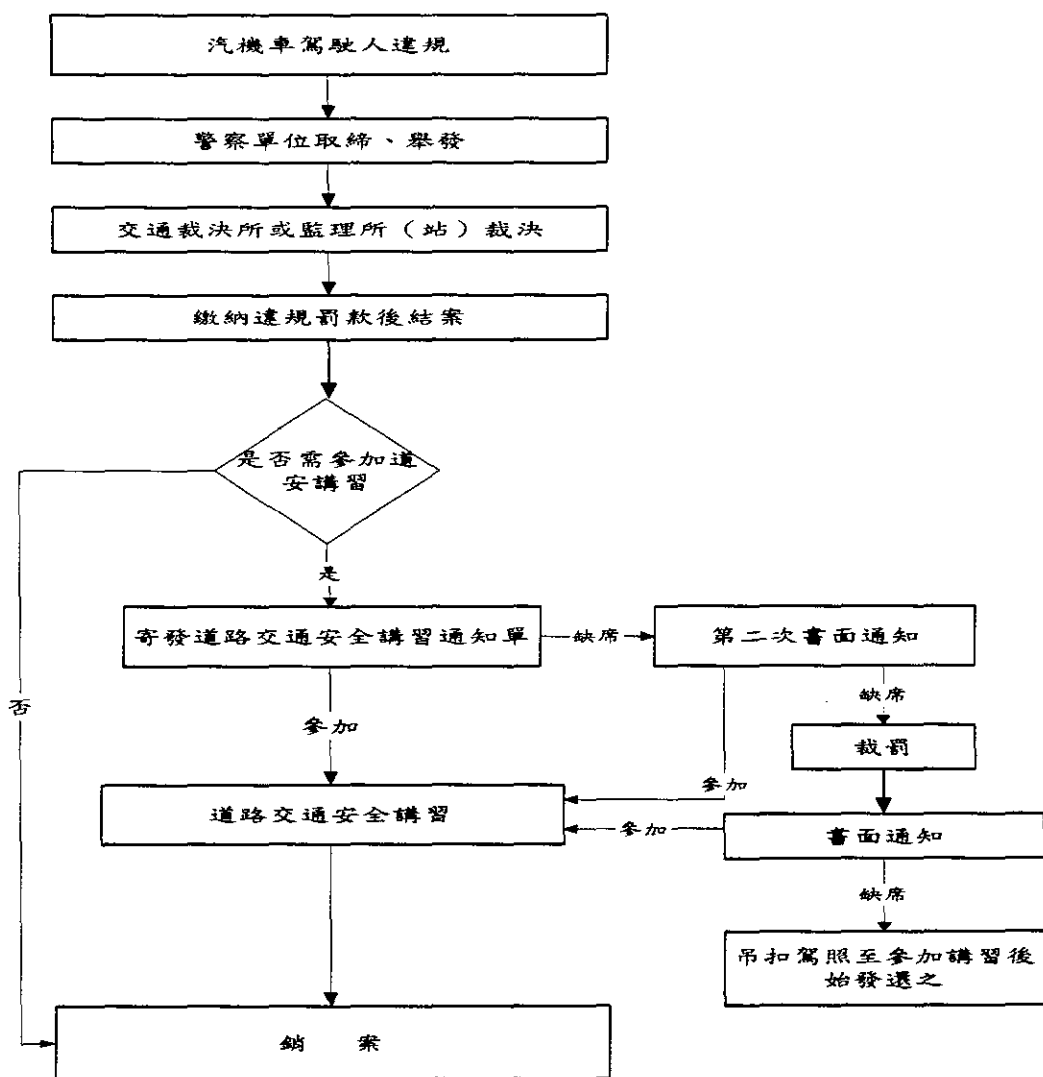 汽機車駕駛人違規
警察單位取締、舉發
交通裁決所或監理所（站）裁決
繳納違規罰款後結案
是否需參加道
安講習
是
寄發道路交通安全講習通知單
缺席
第二次書面通知
否
缺席
參加
裁罰
參加
道路交通安全講習
參加
書面通知
缺席
吊扣駕照至參加講習後
始發還之
銷　案